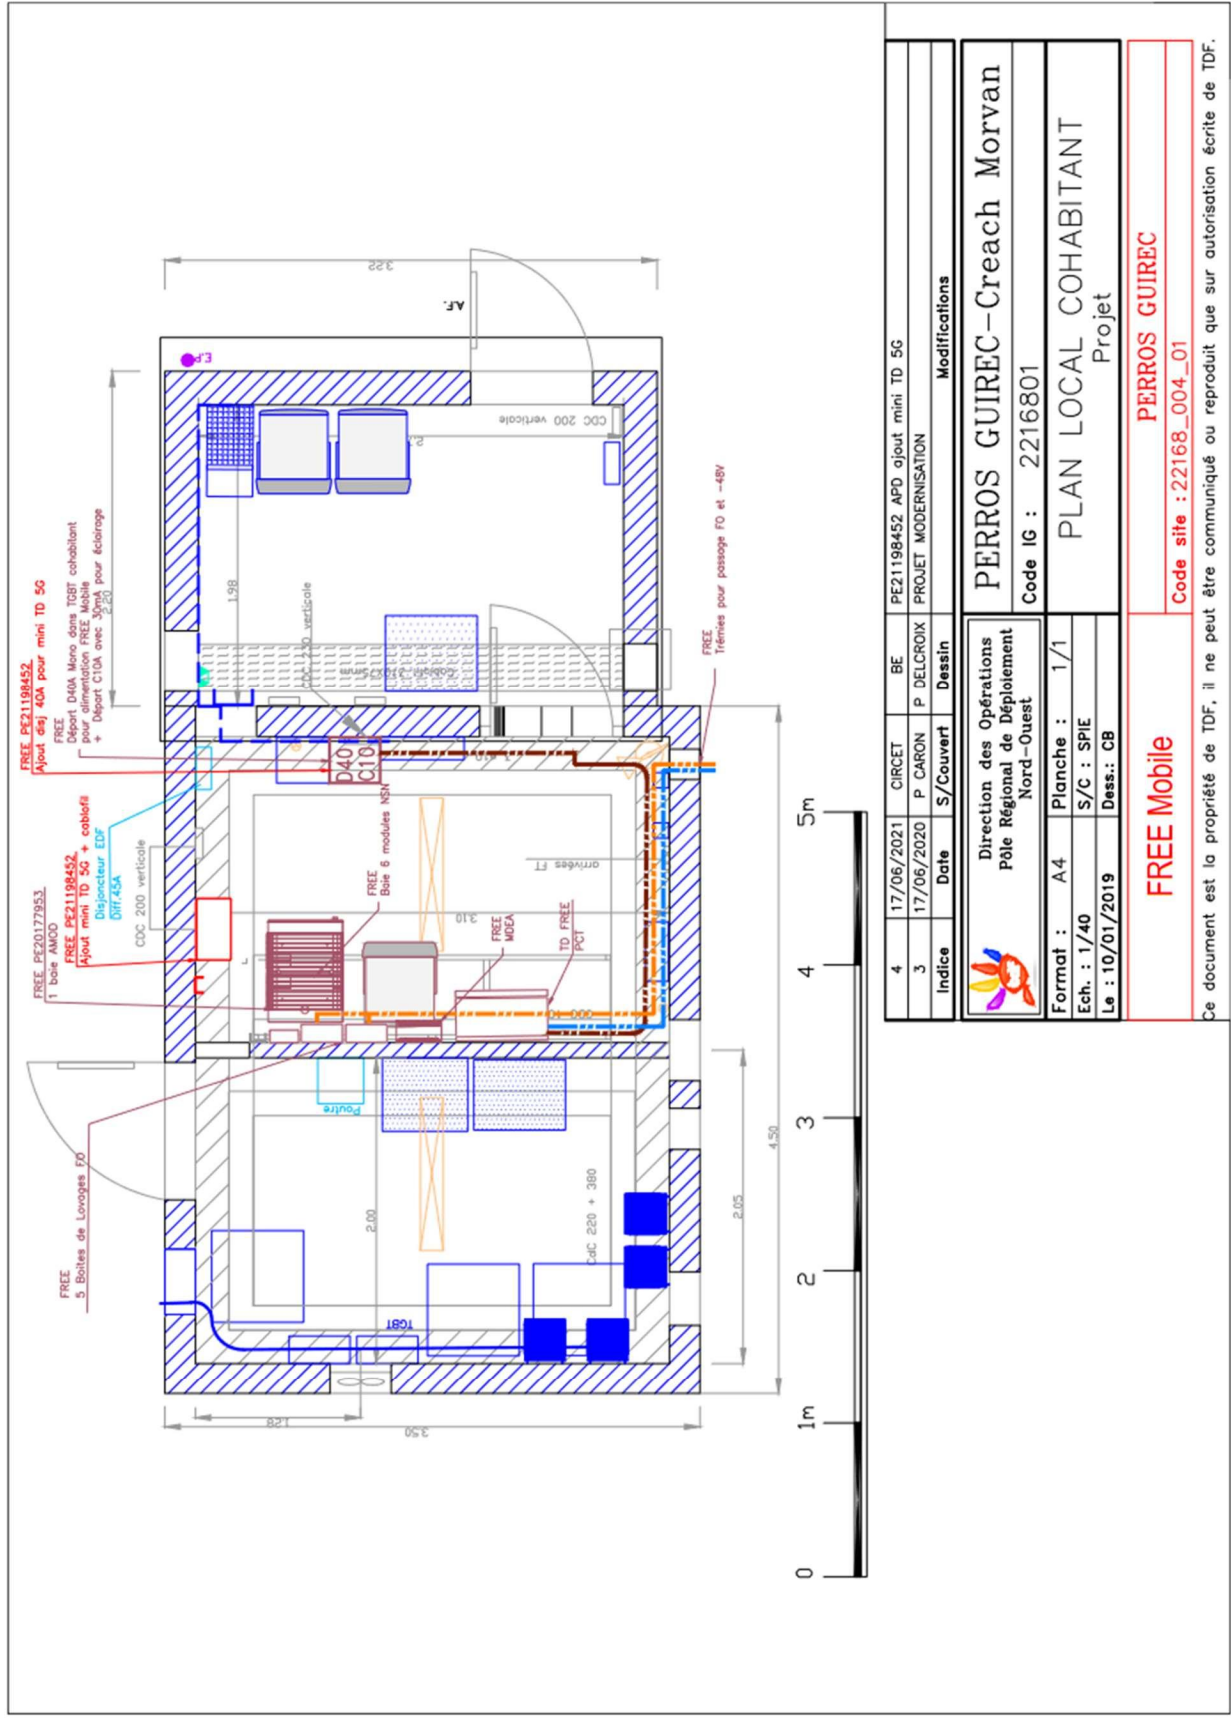 FREE PE21198452
Ajout disj 40A pour mini TD 5G
FREE
Départ D40A Mono dans TGBT cohabitant
pour alimentation FREE Mobile
+ Départ C10A avec 30mA pour éclairage
2.20
FREE PE20177953
1 baie AMOD
FREE PE21198452
Ajout mini TD 5G + cablofil
Disjoncteur EDF
Diff.45A
CDC 200 verticale
FREE
5 Boites de Lovages FO
E.P
3.22
A.F.
CDC 200 verticale
1.98
CDC 230 verticale
D40
C10
FREE
Baie 6 modules NSN
arrivées FT
3.10
FREE
MDEA
TD FREE
PCT
FREE
Trémies pour passage FO et -48V
Poutre
2.00
CdC 220 + 380
TGBT
2.05
4.50
1.28
3.50
0
1m
2
3
4
5m
4 17/06/2021 CIRCET BE PE21198452 APD ajout mini TD 5G
3 17/06/2020 P CARON P DELCROIX PROJET MODERNISATION
Indice Date S/Couvert Dessin Modifications
Direction des Opérations
Pôle Régional de Déploiement
Nord-Ouest
PERROS GUIREC-Creach Morvan
Code IG : 2216801
Format : A4 Planche : 1/1
Ech. : 1/40 S/C : SPIE
Le : 10/01/2019 Dess.: CB
PLAN LOCAL COHABITANT
Projet
FREE Mobile
PERROS GUIREC
Code site : 22168_004_01
Ce document est la propriété de TDF, il ne peut être communiqué ou reproduit que sur autorisation écrite de TDF.